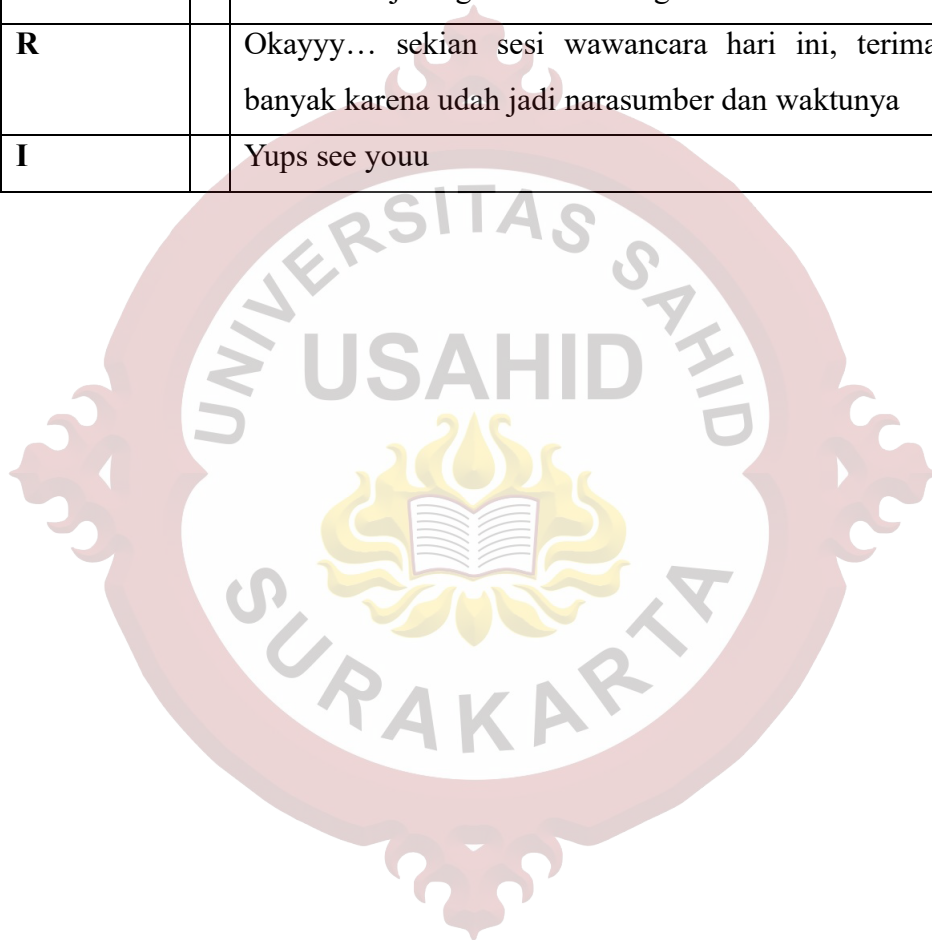 R Okayyy… sekian sesi wawancara hari ini,
banyak karena udah jadi narasumber dan waktunya
I Yups see youu
UNIVERSITAS SAHID
USAHID
SURAKARTA